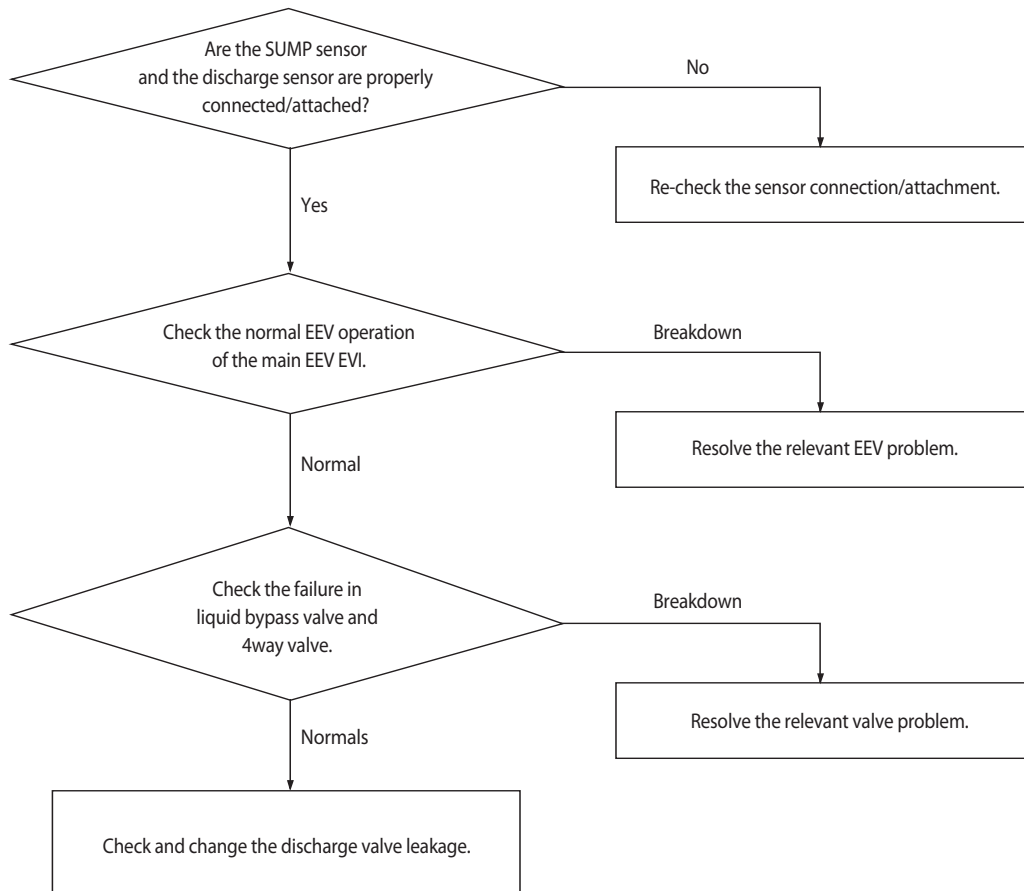 Are the SUMP sensor
and the discharge sensor are properly
connected/attached?
No
Re-check the sensor connection/attachment.
Yes
Check the normal EEV operation
of the main EEV EVI.
Breakdown
Resolve the relevant EEV problem.
Normal
Check the failure in
liquid bypass valve and
4way valve.
Breakdown
Resolve the relevant valve problem.
Normals
Check and change the discharge valve leakage.